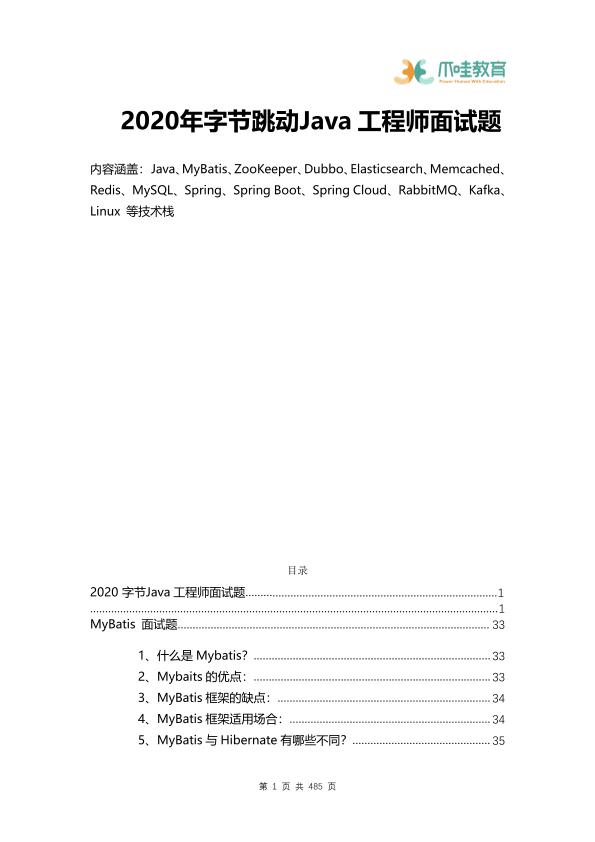 爪哇教育
Power Human With Education
2020年字节跳动Java 工程师面试题
内容涵盖：Java、MyBatis、ZooKeeper、Dubbo、Elasticsearch、Memcached、
Redis、MySQL、Spring、Spring Boot、Spring Cloud、RabbitMQ、Kafka、
Linux 等技术栈
目录
2020 字节Java 工程师面试题....................................................................................1
........................................................................................................................................1
MyBatis 面试题........................................................................................................ 33
1、什么是 Mybatis？............................................................................... 33
2、Mybaits 的优点：................................................................................. 33
3、MyBatis 框架的缺点：....................................................................... 34
4、MyBatis 框架适用场合：................................................................... 34
5、MyBatis 与 Hibernate 有哪些不同？.............................................. 35
第 1 页 共 485 页